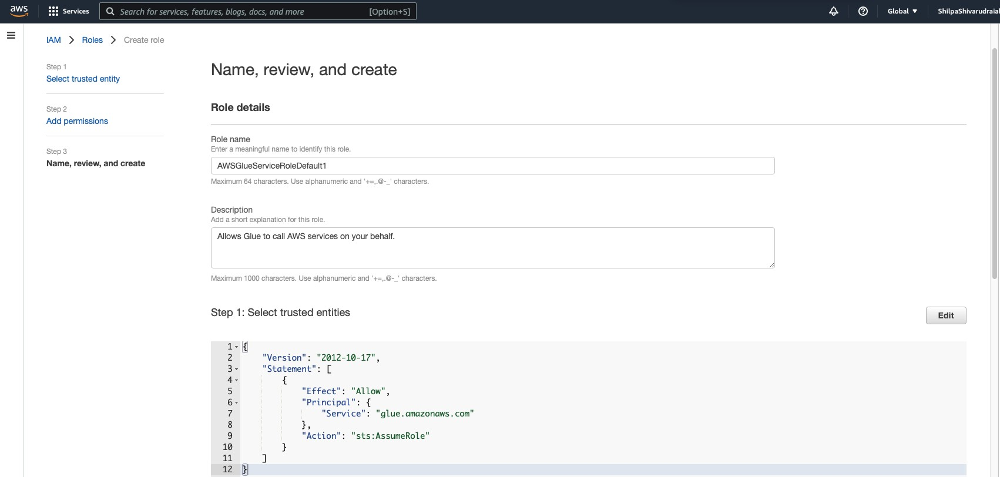 aws Services Search for services, features, blogs, docs, and more [Option+S] Global ▼ ShilpaShivarudraiah
IAM > Roles > Create role
Step 1
Select trusted entity
Step 2
Add permissions
Step 3
Name, review, and create
Name, review, and create
Role details
Role name
Enter a meaningful name to identify this role.
AWSGlueServiceRoleDefault1
Maximum 64 characters. Use alphanumeric and '+=,.@-_' characters.
Description
Add a short explanation for this role.
Allows Glue to call AWS services on your behalf.
Maximum 1000 characters. Use alphanumeric and '+=,.@-_' characters.
Step 1: Select trusted entities
Edit
1 {
2 "Version": "2012-10-17",
3 "Statement": [
4 {
5 "Effect": "Allow",
6 "Principal": {
7 "Service": "glue.amazonaws.com"
8 },
9 "Action": "sts:AssumeRole"
10 }
11 ]
12 }